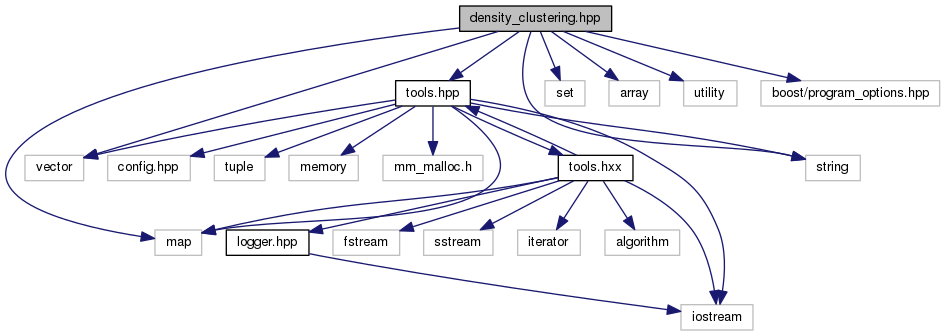 density_clustering.hpp
tools.hpp
set
array
utility
boost/program_options.hpp
vector
config.hpp
tuple
memory
mm_malloc.h
tools.hxx
string
map
logger.hpp
fstream
sstream
iterator
algorithm
iostream